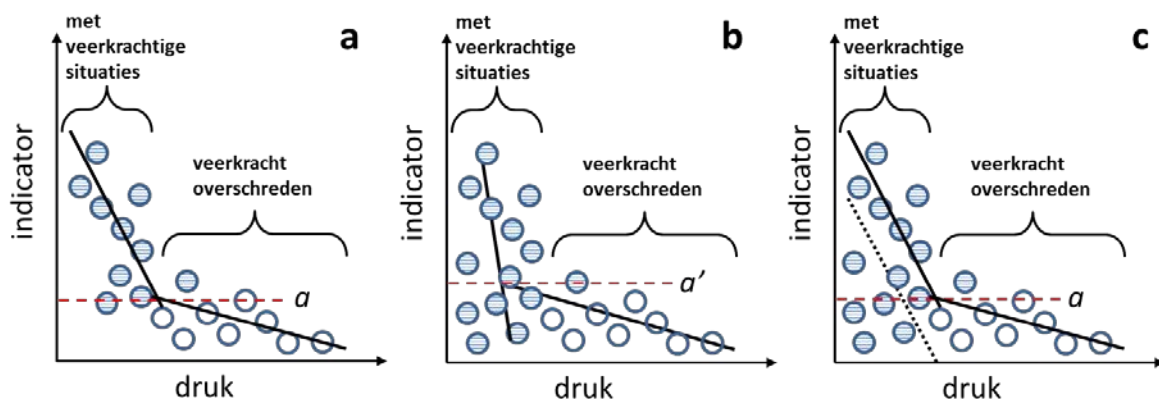 met
veerkrachtige
situaties
a
veerkracht
overschreden
indicator
a
druk
met
veerkrachtige
situaties
b
veerkracht
overschreden
indicator
a’
druk
met
veerkrachtige
situaties
c
veerkracht
overschreden
indicator
a
druk